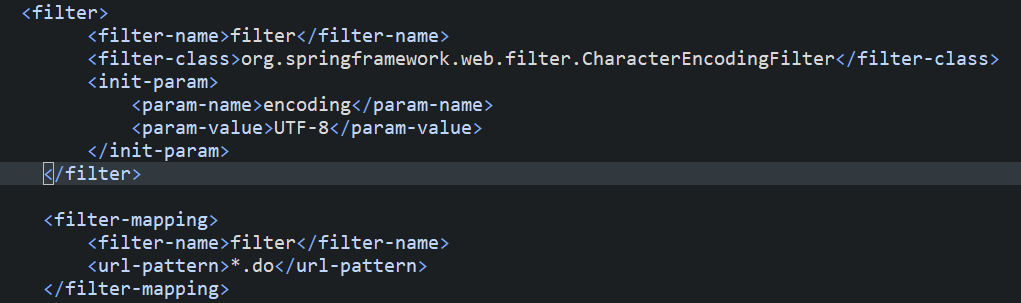 <filter>
<filter-name>filter</filter-name>
<filter-class>org.springframework.web.filter.CharacterEncodingFilter</filter-class>
<init-param>
<param-name>encoding</param-name>
<param-value>UTF-8</param-value>
</init-param>
</filter>
<filter-mapping>
<filter-name>filter</filter-name>
<url-pattern>*.do</url-pattern>
</filter-mapping>